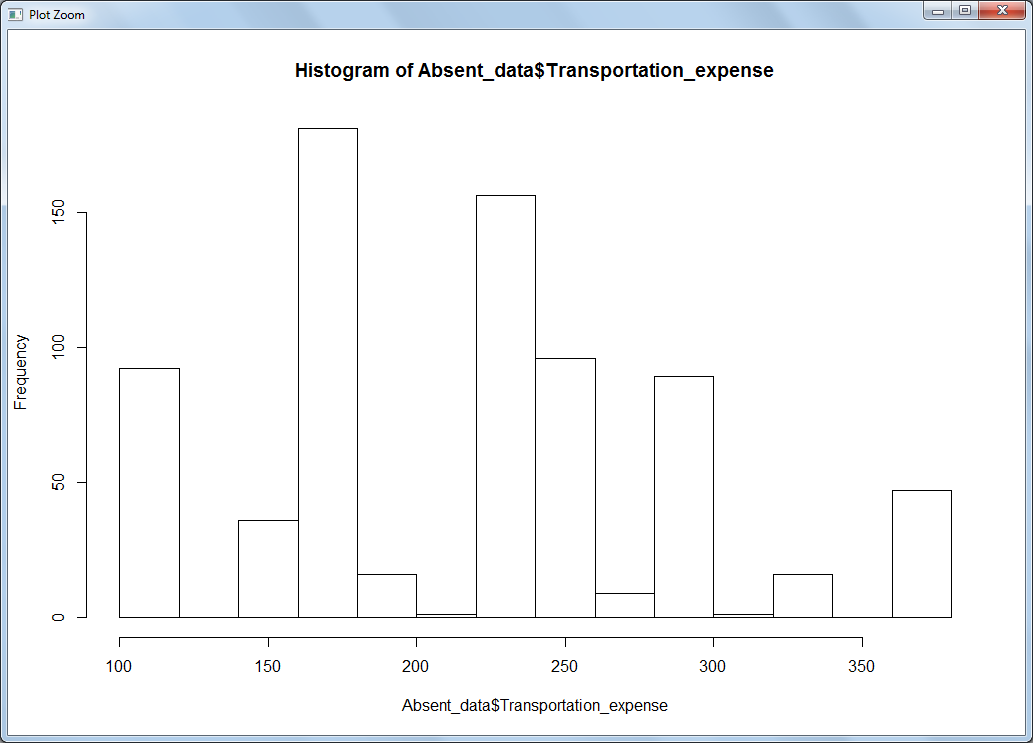 Plot Zoom
Histogram of Absent_data$Transportation_expense
Frequency
150
100
50
0
100 150 200 250 300 350
Absent_data$Transportation_expense